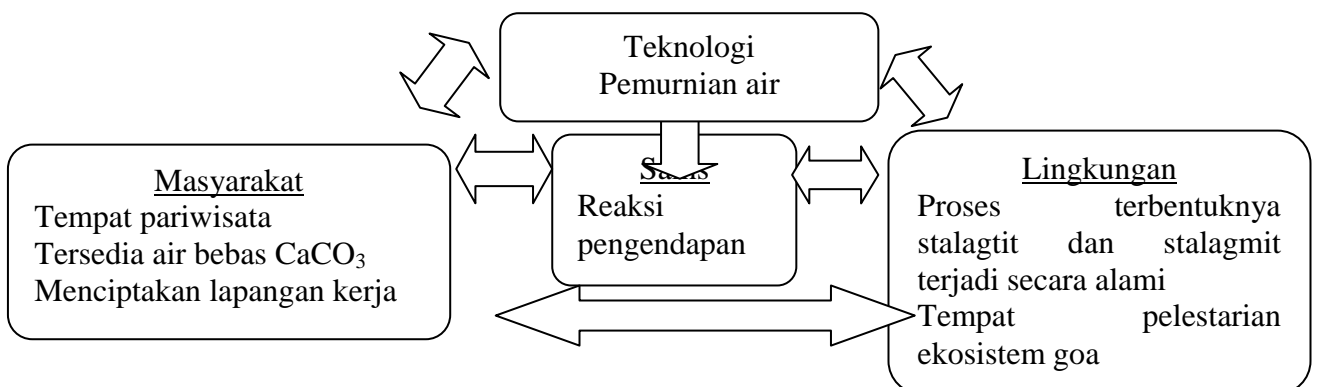 Teknologi
Pemurnian air
Masyarakat
Tempat pariwisata
Tersedia air bebas CaCO₃
Menciptakan lapangan kerja
Reaksi
pengendapan
Lingkungan
Proses terbentuknya
stalagtit dan stalagmit
terjadi secara alami
Tempat pelestarian
ekosistem goa